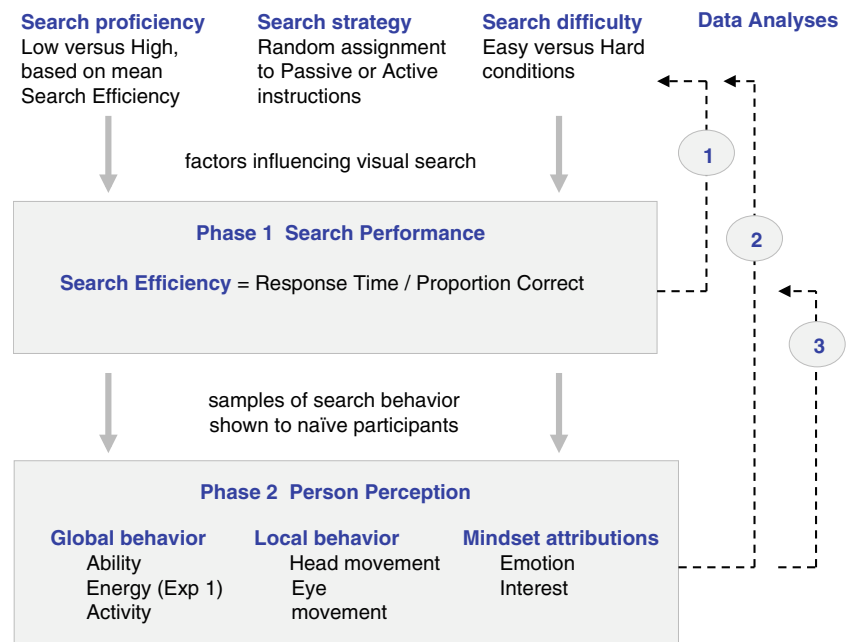 Search proficiency
Low versus High,
based on mean
Search Efficiency
Search strategy
Random assignment
to Passive or Active
instructions
Search difficulty
Easy versus Hard
conditions
Data Analyses
1
factors influencing visual search
2
Phase 1 Search Performance
Search Efficiency = Response Time / Proportion Correct
3
samples of search behavior
shown to naïve participants
Phase 2 Person Perception
Global behavior
Ability
Energy (Exp 1)
Activity
Local behavior
Head movement
Eye
movement
Mindset attributions
Emotion
Interest